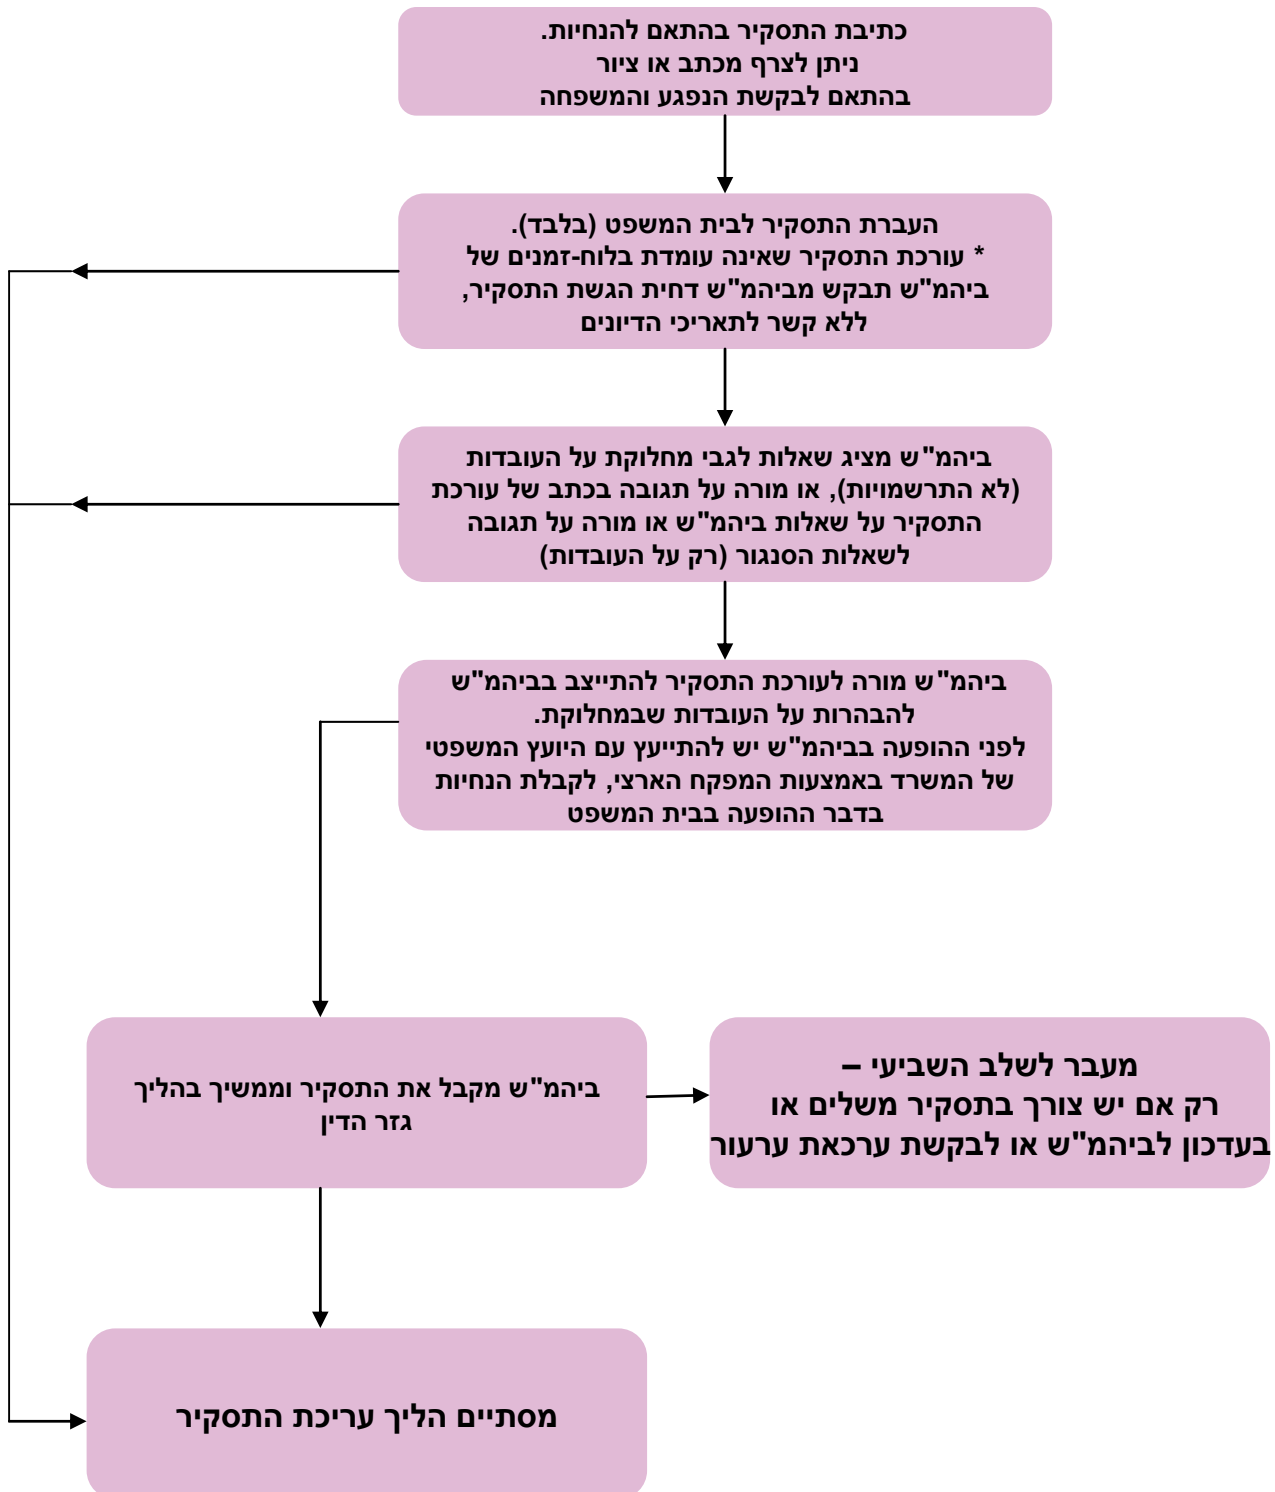 כתיבת התסקיר בהתאם להנחיות.
ניתן לצרף מכתב או ציור
בהתאם לבקשת הנפגע והמשפחה
העברת התסקיר לבית המשפט (בלבד).
* עורכת התסקיר שאינה עומדת בלוח-זמנים של
ביהמ"ש תבקש מביהמ"ש דחית הגשת התסקיר,
ללא קשר לתאריכי הדיונים
ביהמ"ש מציג שאלות לגבי מחלוקת על העובדות
(לא התרשמויות), או מורה על תגובה בכתב של עורכת
התסקיר על שאלות ביהמ"ש או מורה על תגובה
לשאלות הסנגור (רק על העובדות)
ביהמ"ש מורה לעורכת התסקיר להתייצב בביהמ"ש
להבהרות על העובדות שבמחלוקת.
לפני ההופעה בביהמ"ש יש להתייעץ עם היועץ המשפטי
של המשרד באמצעות המפקח הארצי, לקבלת הנחיות
בדבר ההופעה בבית המשפט
מעבר לשלב השביעי –
רק אם יש צורך בתסקיר משלים או
בעדכון לביהמ"ש או לבקשת ערכאת ערעור
ביהמ"ש מקבל את התסקיר וממשיך בהליך
גזר הדין
מסתיים הליך עריכת התסקיר